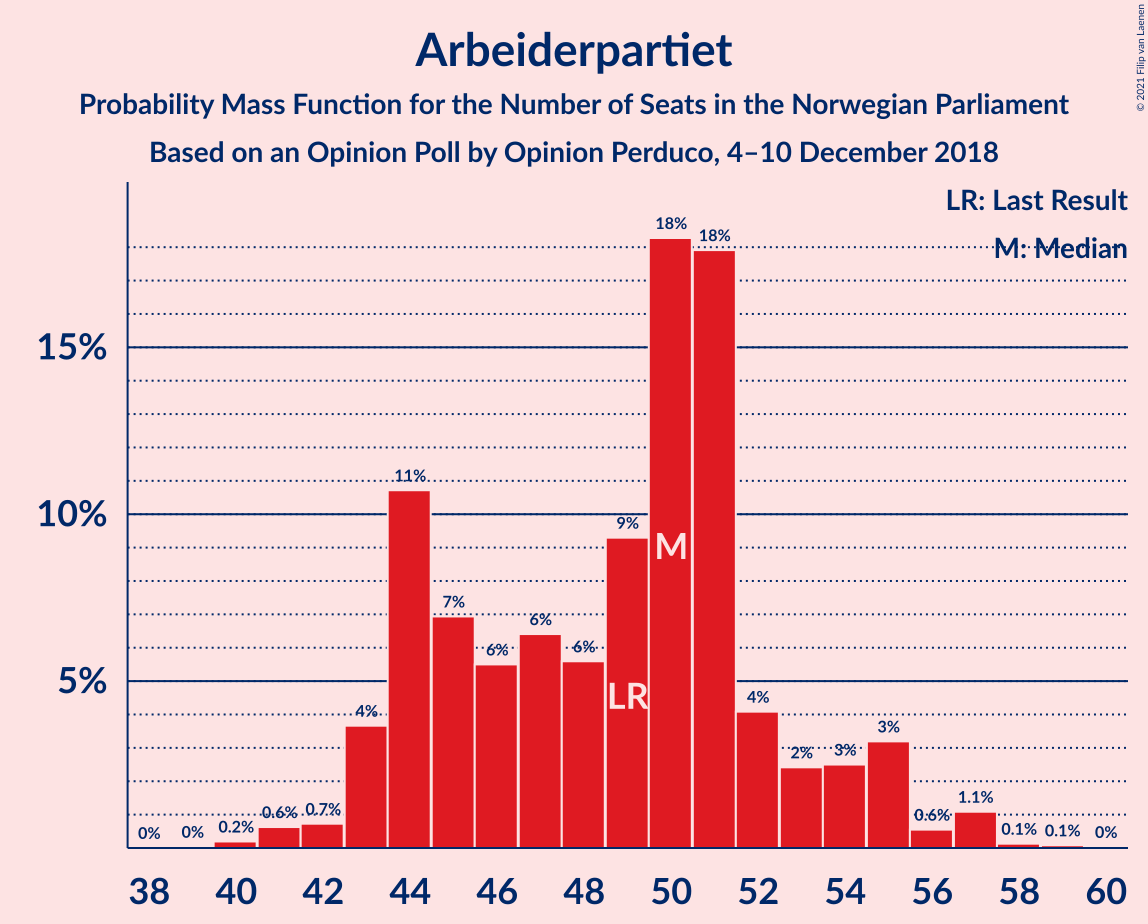 Arbeiderpartiet
Probability Mass Function for the Number of Seats in the Norwegian Parliament
Based on an Opinion Poll by Opinion Perduco, 4–10 December 2018
© 2021 Filip van Laenen
LR: Last Result
M: Median
15%
10%
5%
0%
0%
0.2%
0.6%
0.7%
4%
11%
7%
6%
6%
6%
9%
18%
18%
4%
2%
3%
3%
0.6%
1.1%
0.1%
0.1%
0%
LR
M
38 40 42 44 46 48 50 52 54 56 58 60